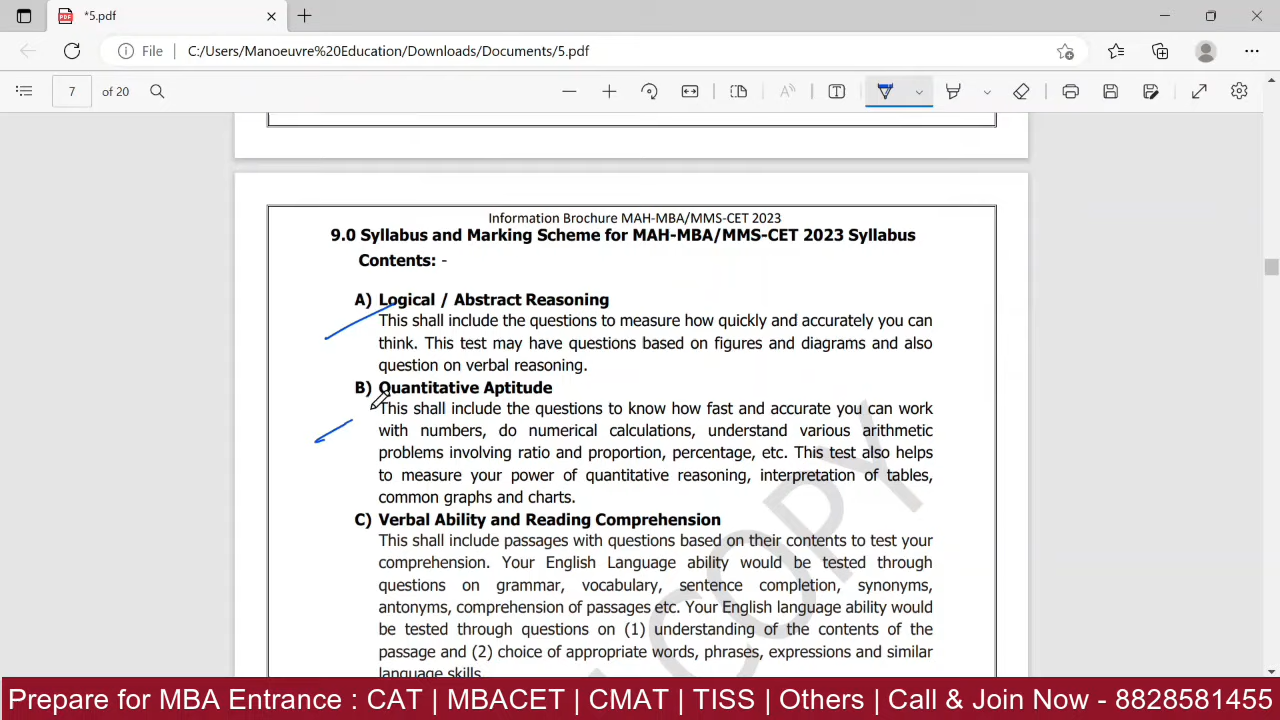 *5.pdf
File
C:/Users/Manoeuvre%20Education/Downloads/Documents/5.pdf
7 of 20
Information Brochure MAH-MBA/MMS-CET 2023
9.0 Syllabus and Marking Scheme for MAH-MBA/MMS-CET 2023 Syllabus
Contents: -
A) Logical / Abstract Reasoning
This shall include the questions to measure how quickly and accurately you can
think. This test may have questions based on figures and diagrams and also
question on verbal reasoning.
B) Quantitative Aptitude
This shall include the questions to know how fast and accurate you can work
with numbers, do numerical calculations, understand various arithmetic
problems involving ratio and proportion, percentage, etc. This test also helps
to measure your power of quantitative reasoning, interpretation of tables,
common graphs and charts.
C) Verbal Ability and Reading Comprehension
This shall include passages with questions based on their contents to test your
comprehension. Your English Language ability would be tested through
questions on grammar, vocabulary, sentence completion, synonyms,
antonyms, comprehension of passages etc. Your English language ability would
be tested through questions on (1) understanding of the contents of the
passage and (2) choice of appropriate words, phrases, expressions and similar
language skills.
COPY
Prepare for MBA Entrance : CAT | MBACET | CMAT | TISS | Others | Call & Join Now - 8828581455